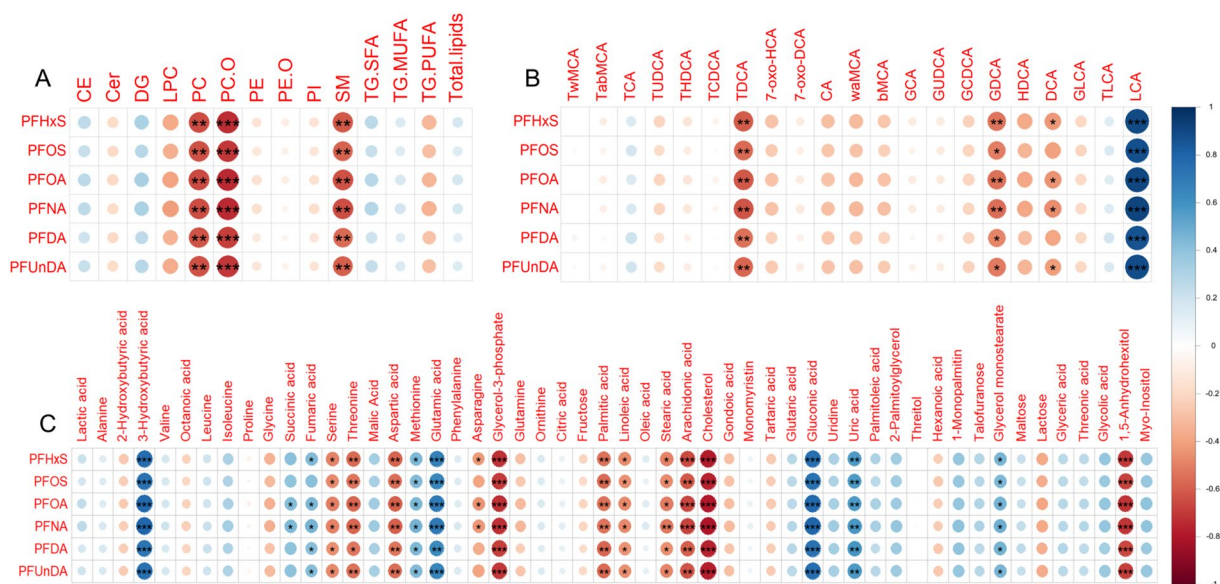 A
CE
Cer
DG
LPC
PC
PC.O
PE
PE.O
PI
SM
TG.SFA
TG.MUFA
TG.PUFA
Total.lipids
PFHxS ** *** **
PFOS ** *** **
PFOA ** *** **
PFNA ** *** **
PFDA ** *** **
PFUnDA ** *** **
B
TwMCA
TabMCA
TCA
TUDCA
THDCA
TCDCA
TDCA
7-oxo-HCA
7-oxo-DCA
CA
waMCA
bMCA
GCA
GUDCA
GCDCA
GDCA
HDCA
DCA
GLCA
TLCA
LCA
PFHxS ** ** * ***
PFOS ** * ***
PFOA ** ** * ***
PFNA ** ** * ***
PFDA ** * ***
PFUnDA ** * * ***
1
0.8
0.6
0.4
0.2
0
-0.2
-0.4
-0.6
-0.8
-1
C
Lactic acid
Alanine
2-Hydroxybutyric acid
3-Hydroxybutyric acid
Valine
Octanoic acid
Leucine
Isoleucine
Proline
Glycine
Succinic acid
Fumaric acid
Serine
Threonine
Malic Acid
Aspartic acid
Methionine
Glutamic acid
Phenylalanine
Asparagine
Glycerol-3-phosphate
Glutamine
Ornithine
Citric acid
Fructose
Palmitic acid
Linoleic acid
Oleic acid
Stearic acid
Arachidonic acid
Cholesterol
Gondoic acid
Monomyristin
Tartaric acid
Glutaric acid
Gluconic acid
Uridine
Uric acid
Palmitoleic acid
2-Palmitoylglycerol
Threitol
Hexanoic acid
1-Monopalmitin
Talofuranose
Glycerol monostearate
Maltose
Lactose
Glyceric acid
Threonic acid
Glycolic acid
1,5-Anhydrohexitol
Myo-Inositol
PFHxS *** * * ** ** * *** * *** ** * * *** *** *** ** * ***
PFOS *** * ** ** * *** *** ** * * *** *** *** ** * ***
PFOA *** * * * ** ** * *** * *** ** * * *** *** *** ** * ***
PFNA *** * * * ** ** * *** * *** ** * ** *** *** *** ** * ***
PFDA *** * * * ** * ** *** ** * * ** *** *** ** * ***
PFUnDA *** * * ** ** * *** *** ** * * *** *** *** ** * ***